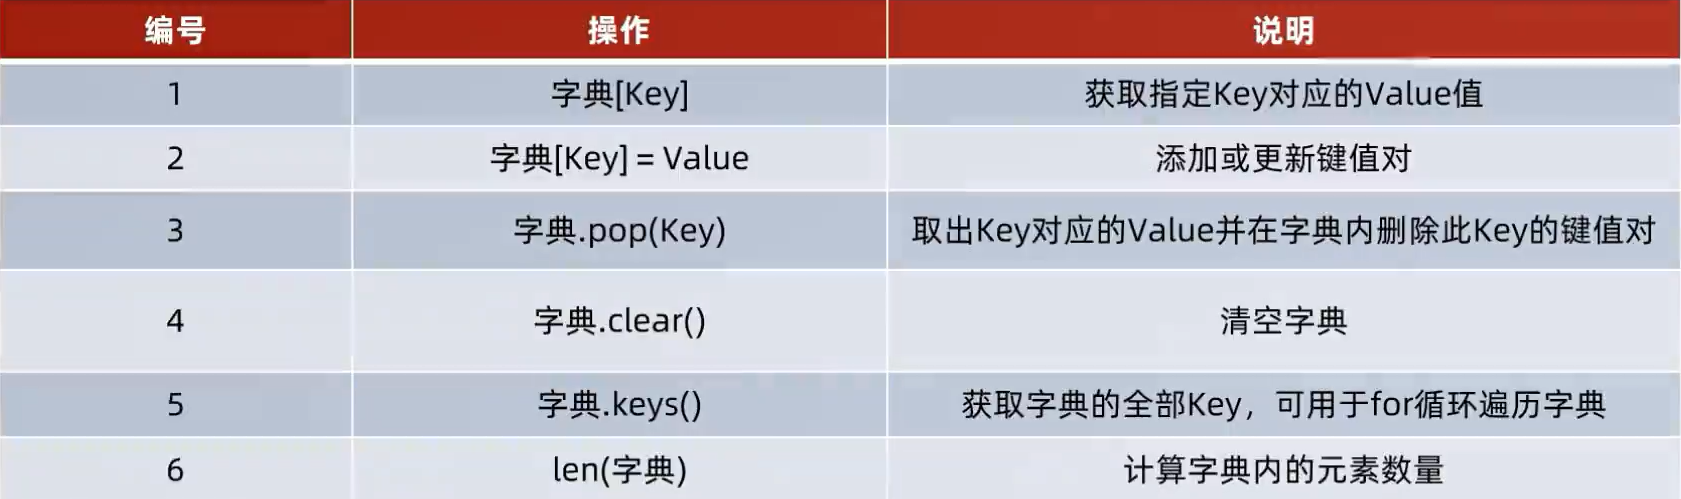 编号 操作 说明
1 字典[Key] 获取指定Key对应的Value值
2 字典[Key] = Value 添加或更新键值对
3 字典.pop(Key) 取出Key对应的Value并在字典内删除此Key的键值对
4 字典.clear() 清空字典
5 字典.keys() 获取字典的全部Key，可用于for循环遍历字典
6 len(字典) 计算字典内的元素数量